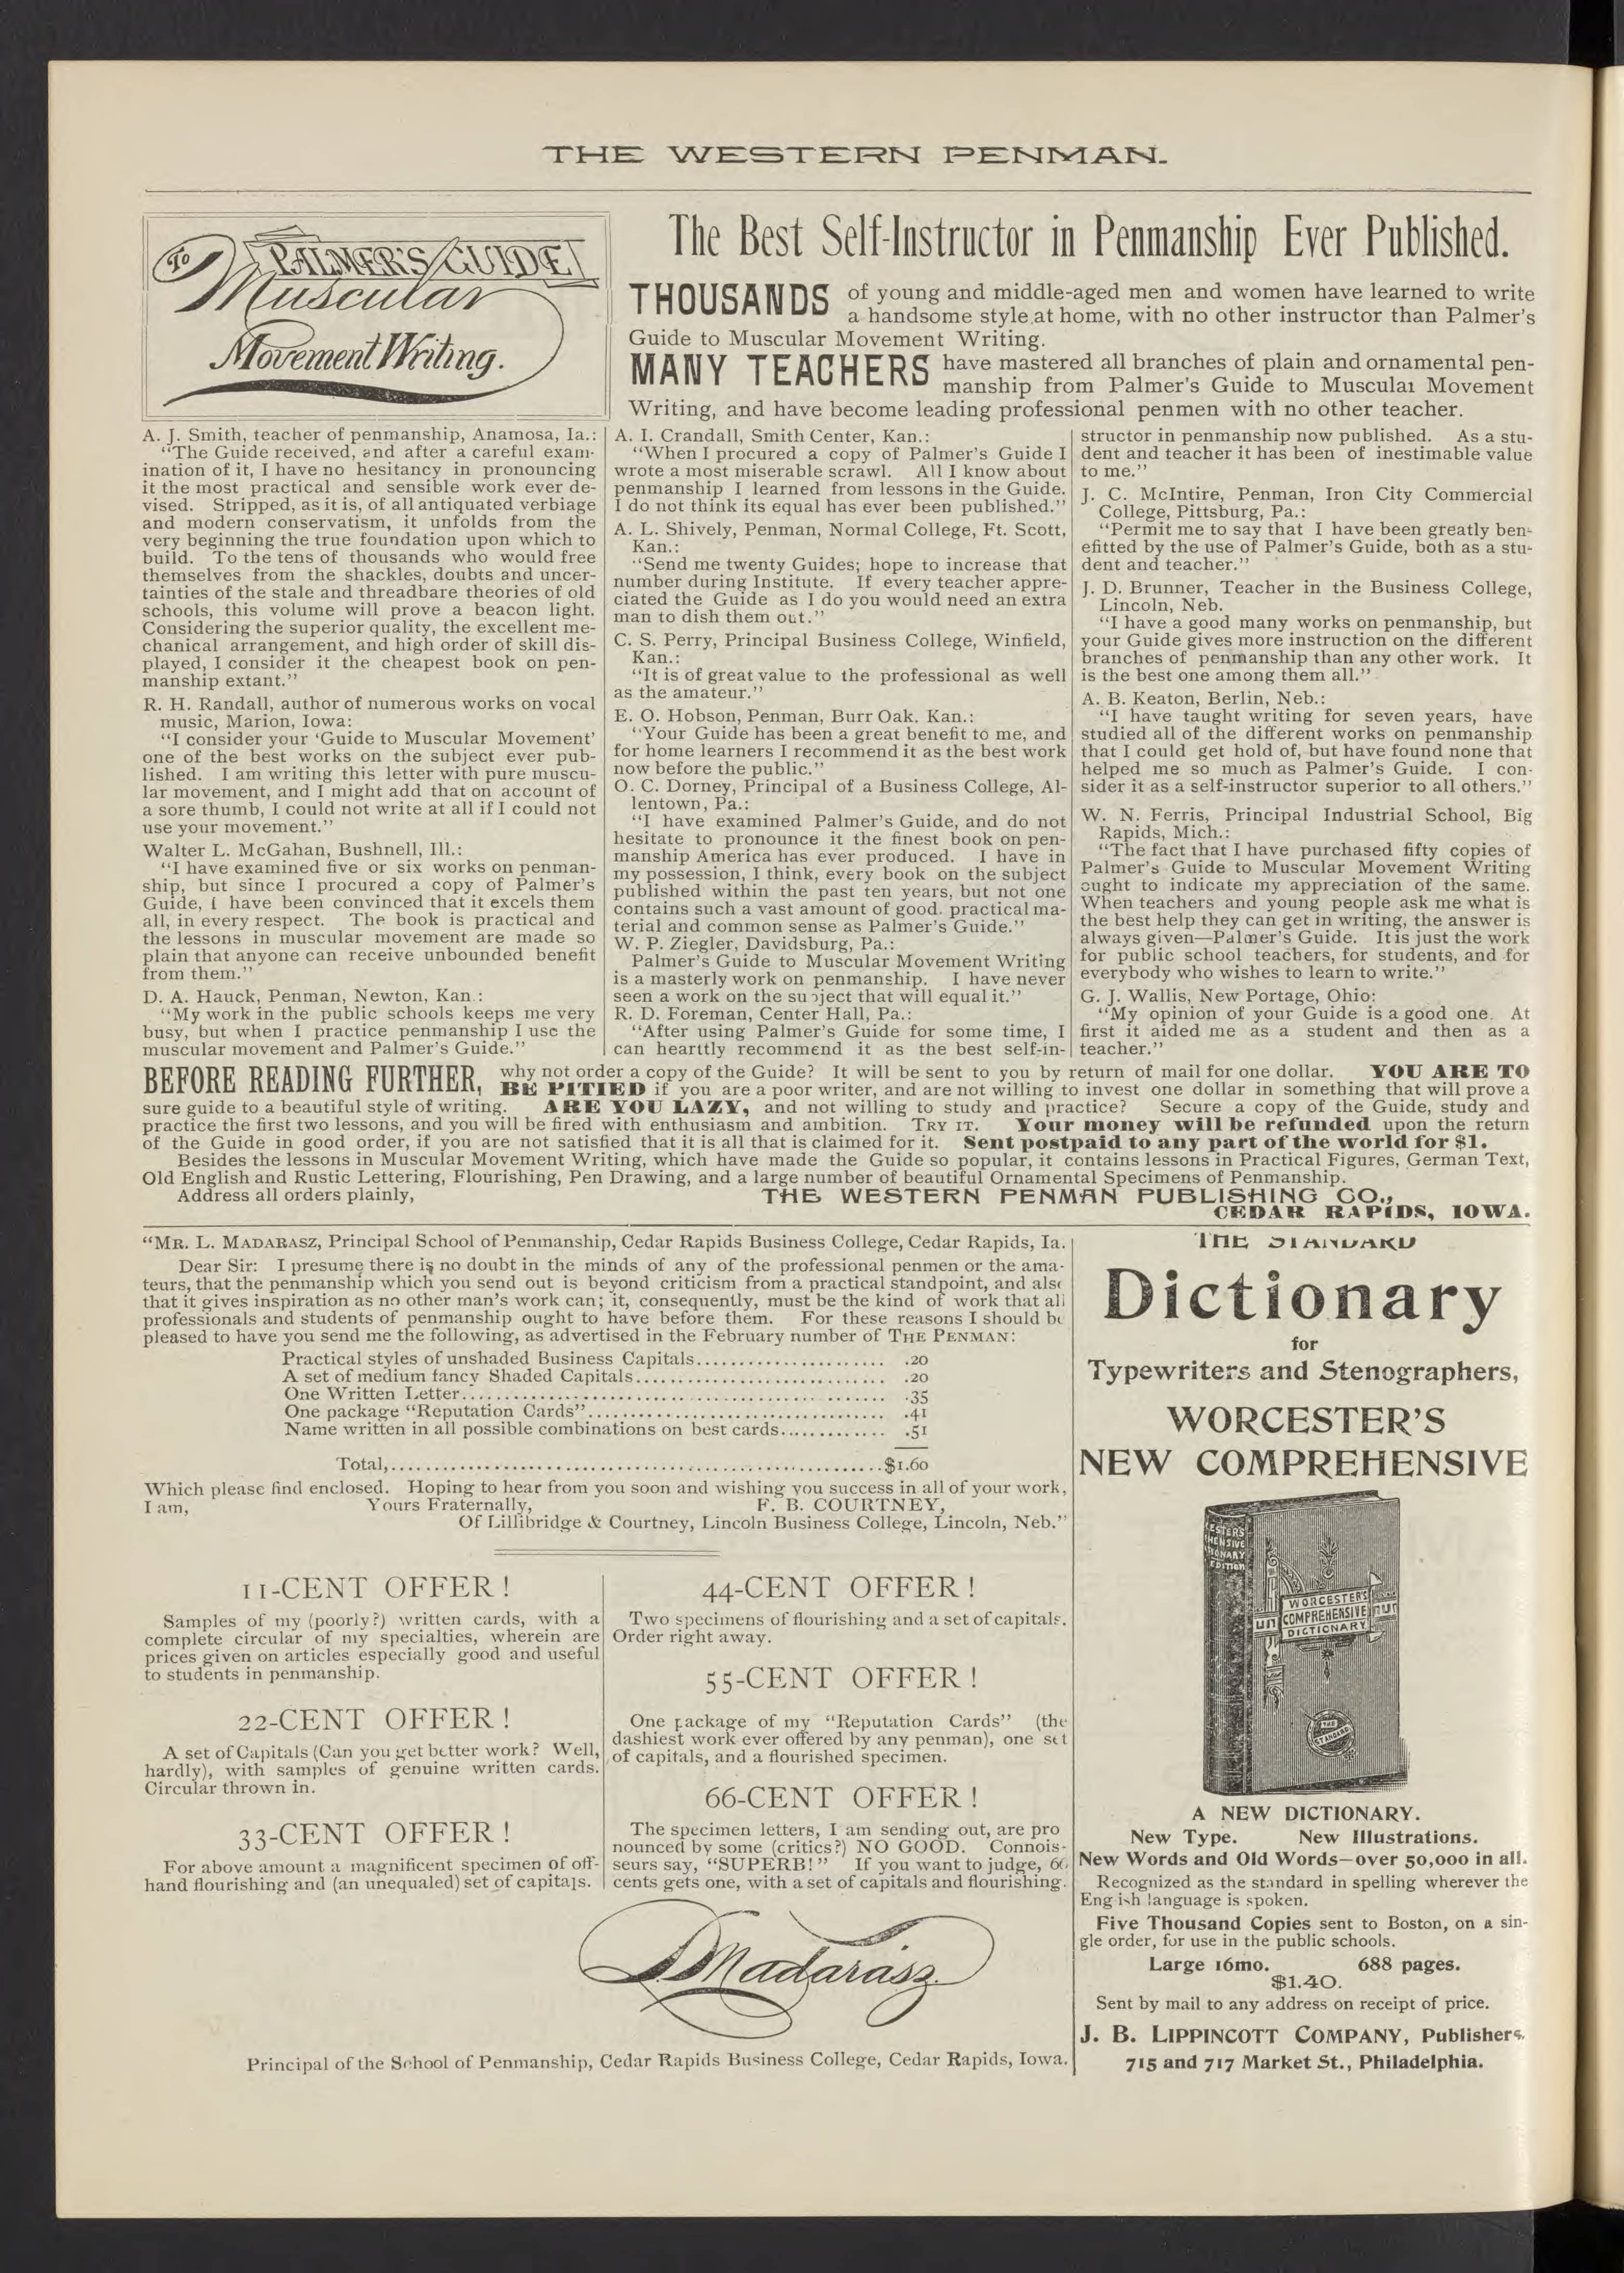 THE WESTERN PENMAN.
TO PALMER'S GUIDE
Muscular
Movement Writing.
The Best Self-Instructor in Penmanship Ever Published.
THOUSANDS of young and middle-aged men and women have learned to write
a handsome style at home, with no other instructor than Palmer's
Guide to Muscular Movement Writing.
MANY TEACHERS have mastered all branches of plain and ornamental pen-
manship from Palmer's Guide to Muscular Movement
Writing, and have become leading professional penmen with no other teacher.
A. J. Smith, teacher of penmanship, Anamosa, Ia.:
"The Guide received, and after a careful exam-
ination of it, I have no hesitancy in pronouncing
it the most practical and sensible work ever de-
vised. Stripped, as it is, of all antiquated verbiage
and modern conservatism, it unfolds from the
very beginning the true foundation upon which to
build. To the tens of thousands who would free
themselves from the shackles, doubts and uncer-
tainties of the stale and threadbare theories of old
schools, this volume will prove a beacon light.
Considering the superior quality, the excellent me-
chanical arrangement, and high order of skill dis-
played, I consider it the cheapest book on pen-
manship extant."
R. H. Randall, author of numerous works on vocal
music, Marion, Iowa:
"I consider your 'Guide to Muscular Movement'
one of the best works on the subject ever pub-
lished. I am writing this letter with pure muscu-
lar movement, and I might add that on account of
a sore thumb, I could not write at all if I could not
use your movement."
Walter L. McGahan, Bushnell, Ill.:
"I have examined five or six works on penman-
ship, but since I procured a copy of Palmer's
Guide, I have been convinced that it excels them
all, in every respect. The book is practical and
the lessons in muscular movement are made so
plain that anyone can receive unbounded benefit
from them."
D. A. Hauck, Penman, Newton, Kan.:
"My work in the public schools keeps me very
busy, but when I practice penmanship I use the
muscular movement and Palmer's Guide."
A. I. Crandall, Smith Center, Kan.:
"When I procured a copy of Palmer's Guide I
wrote a most miserable scrawl. All I know about
penmanship I learned from lessons in the Guide.
I do not think its equal has ever been published."
A. L. Shively, Penman, Normal College, Ft. Scott,
Kan.:
"Send me twenty Guides; hope to increase that
number during Institute. If every teacher appre-
ciated the Guide as I do you would need an extra
man to dish them out."
C. S. Perry, Principal Business College, Winfield,
Kan.:
"It is of great value to the professional as well
as the amateur."
E. O. Hobson, Penman, Burr Oak. Kan.:
"Your Guide has been a great benefit to me, and
for home learners I recommend it as the best work
now before the public."
O. C. Dorney, Principal of a Business College, Al-
lentown, Pa.:
"I have examined Palmer's Guide, and do not
hesitate to pronounce it the finest book on pen-
manship America has ever produced. I have in
my possession, I think, every book on the subject
published within the past ten years, but not one
contains such a vast amount of good. practical ma-
terial and common sense as Palmer's Guide."
W. P. Ziegler, Davidsburg, Pa.:
Palmer's Guide to Muscular Movement Writing
is a masterly work on penmanship. I have never
seen a work on the subject that will equal it."
R. D. Foreman, Center Hall, Pa.:
"After using Palmer's Guide for some time, I
can hearttly recommend it as the best self-in-
structor in penmanship now published. As a stu-
dent and teacher it has been of inestimable value
to me."
J. C. McIntire, Penman, Iron City Commercial
College, Pittsburg, Pa.:
"Permit me to say that I have been greatly ben-
efitted by the use of Palmer's Guide, both as a stu-
dent and teacher."
J. D. Brunner, Teacher in the Business College,
Lincoln, Neb.
"I have a good many works on penmanship, but
your Guide gives more instruction on the different
branches of penmanship than any other work. It
is the best one among them all."
A. B. Keaton, Berlin, Neb.:
"I have taught writing for seven years, have
studied all of the different works on penmanship
that I could get hold of, but have found none that
helped me so much as Palmer's Guide. I con-
sider it as a self-instructor superior to all others."
W. N. Ferris, Principal Industrial School, Big
Rapids, Mich.:
"The fact that I have purchased fifty copies of
Palmer's Guide to Muscular Movement Writing
ought to indicate my appreciation of the same.
When teachers and young people ask me what is
the best help they can get in writing, the answer is
always given—Palmer's Guide. It is just the work
for public school teachers, for students, and for
everybody who wishes to learn to write."
G. J. Wallis, New Portage, Ohio:
"My opinion of your Guide is a good one. At
first it aided me as a student and then as a
teacher."
BEFORE READING FURTHER, why not order a copy of the Guide? It will be sent to you by return of mail for one dollar. YOU ARE TO
BE PITIED if you are a poor writer, and are not willing to invest one dollar in something that will prove a
sure guide to a beautiful style of writing. ARE YOU LAZY, and not willing to study and practice? Secure a copy of the Guide, study and
practice the first two lessons, and you will be fired with enthusiasm and ambition. TRY IT. Your money will be refunded upon the return
of the Guide in good order, if you are not satisfied that it is all that is claimed for it. Sent postpaid to any part of the world for $1.
Besides the lessons in Muscular Movement Writing, which have made the Guide so popular, it contains lessons in Practical Figures, German Text,
Old English and Rustic Lettering, Flourishing, Pen Drawing, and a large number of beautiful Ornamental Specimens of Penmanship.
Address all orders plainly, THE WESTERN PENMAN PUBLISHING CO.,
CEDAR RAPIDS, IOWA.
"MR. L. MADARASZ, Principal School of Penmanship, Cedar Rapids Business College, Cedar Rapids, Ia.
Dear Sir: I presume there is no doubt in the minds of any of the professional penmen or the ama-
teurs, that the penmanship which you send out is beyond criticism from a practical standpoint, and also
that it gives inspiration as no other man's work can; it, consequently, must be the kind of work that all
professionals and students of penmanship ought to have before them. For these reasons I should be
pleased to have you send me the following, as advertised in the February number of THE PENMAN:
Practical styles of unshaded Business Capitals........................ .20
A set of medium fancy Shaded Capitals............................. .20
One Written Letter.................................................... .35
One package "Reputation Cards"................................... .41
Name written in all possible combinations on best cards............. .51
Total,..............................................................$1.60
Which please find enclosed. Hoping to hear from you soon and wishing you success in all of your work,
I am, Yours Fraternally, F. B. COURTNEY,
Of Lillibridge & Courtney, Lincoln Business College, Lincoln, Neb."
11-CENT OFFER!
Samples of my (poorly?) written cards, with a
complete circular of my specialties, wherein are
prices given on articles especially good and useful
to students in penmanship.
22-CENT OFFER!
A set of Capitals (Can you get better work? Well,
hardly), with samples of genuine written cards.
Circular thrown in.
33-CENT OFFER!
For above amount a magnificent specimen of off-
hand flourishing and (an unequaled) set of capitals.
44-CENT OFFER!
Two specimens of flourishing and a set of capitals.
Order right away.
55-CENT OFFER!
One package of my "Reputation Cards" (the
dashiest work ever offered by any penman), one set
of capitals, and a flourished specimen.
66-CENT OFFER!
The specimen letters, I am sending out, are pro
nounced by some (critics?) NO GOOD. Connois-
seurs say, "SUPERB!" If you want to judge, 66
cents gets one, with a set of capitals and flourishing.
L Madarasz.
Principal of the School of Penmanship, Cedar Rapids Business College, Cedar Rapids, Iowa.
THE STANDARD
Dictionary
for
Typewriters and Stenographers,
WORCESTER'S
NEW COMPREHENSIVE
WORCESTER'S
COMPREHENSIVE
DICTIONARY
THE
STANDARD
A NEW DICTIONARY.
New Type. New Illustrations.
New Words and Old Words—over 50,000 in all.
Recognized as the standard in spelling wherever the
English language is spoken.
Five Thousand Copies sent to Boston, on a sin-
gle order, for use in the public schools.
Large 16mo. 688 pages.
$1.40.
Sent by mail to any address on receipt of price.
J. B. LIPPINCOTT COMPANY, Publishers,
715 and 717 Market St., Philadelphia.